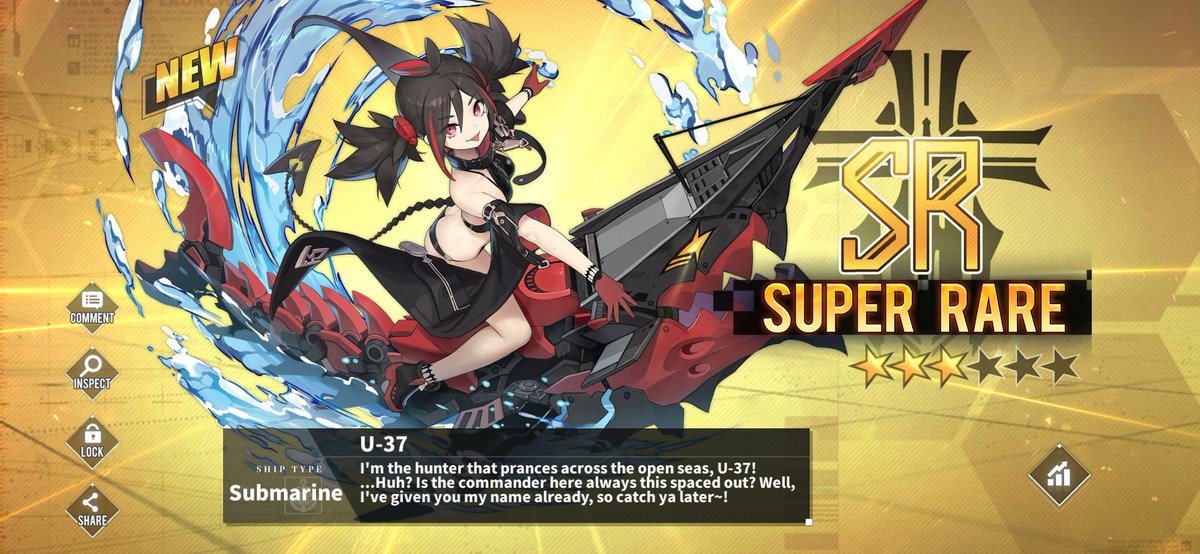 NEW
SR
SUPER RARE
COMMENT
INSPECT
LOCK
SHARE
U-37
SHIP TYPE
Submarine
I'm the hunter that prances across the open seas, U-37!
...Huh? Is the commander here always this spaced out? Well,
i've given you my name already, so catch ya later~!